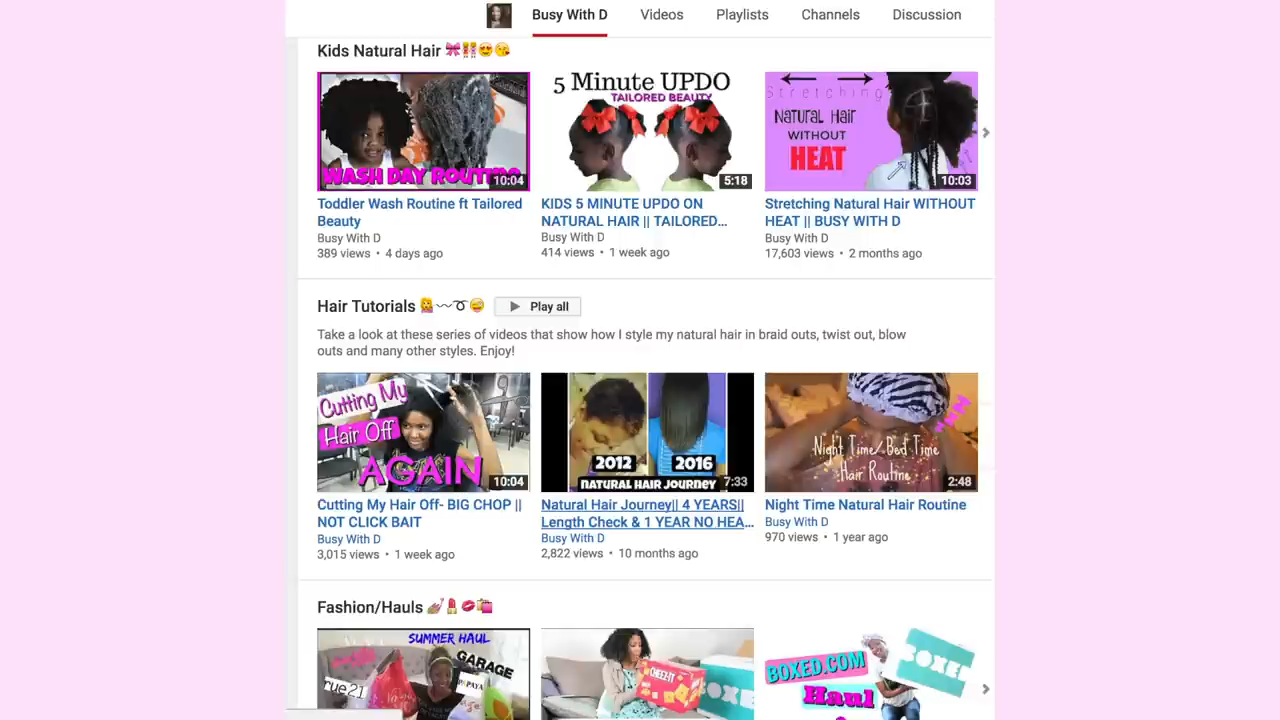 Busy With D Videos Playlists Channels Discussion
Kids Natural Hair
WASH DAY ROUTINE
10:04
5 Minute UPDO
TAILORED BEAUTY
5:18
Stretching
NATURAL HAIR
WITHOUT
HEAT
10:03
Toddler Wash Routine ft Tailored
Beauty
Busy With D
389 views • 4 days ago
KIDS 5 MINUTE UPDO ON
NATURAL HAIR || TAILORED...
Busy With D
414 views • 1 week ago
Stretching Natural Hair WITHOUT
HEAT || BUSY WITH D
Busy With D
17,603 views • 2 months ago
Hair Tutorials
Play all
Take a look at these series of videos that show how I style my natural hair in braid outs, twist out, blow
outs and many other styles. Enjoy!
Cutting My
Hair Off
AGAIN
10:04
2012 2016
NATURAL HAIR JOURNEY
7:33
Night Time/Bed Time
Hair Routine
2:48
Cutting My Hair Off- BIG CHOP ||
NOT CLICK BAIT
Busy With D
3,015 views • 1 week ago
Natural Hair Journey|| 4 YEARS||
Length Check & 1 YEAR NO HEA...
Busy With D
2,822 views • 10 months ago
Night Time Natural Hair Routine
Busy With D
970 views • 1 year ago
Fashion/Hauls
SUMMER HAUL
GARAGE
rue21
PAPAYA
CHEEZ-IT
BOXED
BOXED.COM
Haul
BOXED